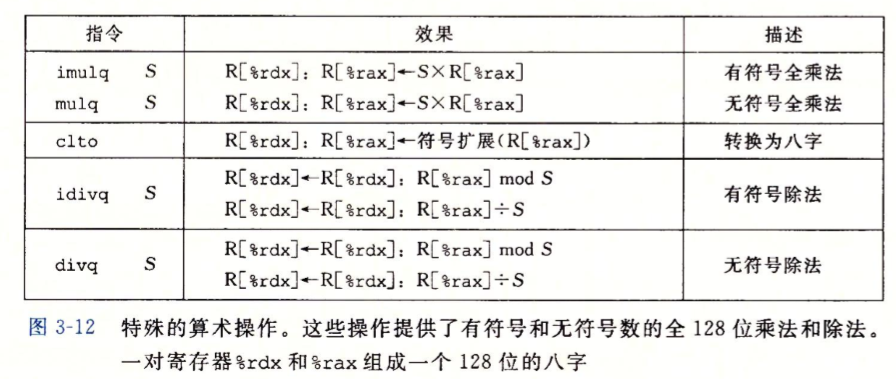 指令 效果 描述
imulq S R[%rdx]：R[%rax]←S×R[%rax] 有符号全乘法
mulq S R[%rdx]：R[%rax]←S×R[%rax] 无符号全乘法
clto R[%rdx]：R[%rax]←符号扩展(R[%rax]) 转换为八字
idivq S R[%rdx]←R[%rdx]：R[%rax] mod S 有符号除法
R[%rdx]←R[%rdx]：R[%rax]÷S
divq S R[%rdx]←R[%rdx]：R[%rax] mod S 无符号除法
R[%rdx]←R[%rdx]：R[%rax]÷S
图 3-12 特殊的算术操作。这些操作提供了有符号和无符号数的全 128 位乘法和除法。
一对寄存器%rdx 和%rax 组成一个 128 位的八字